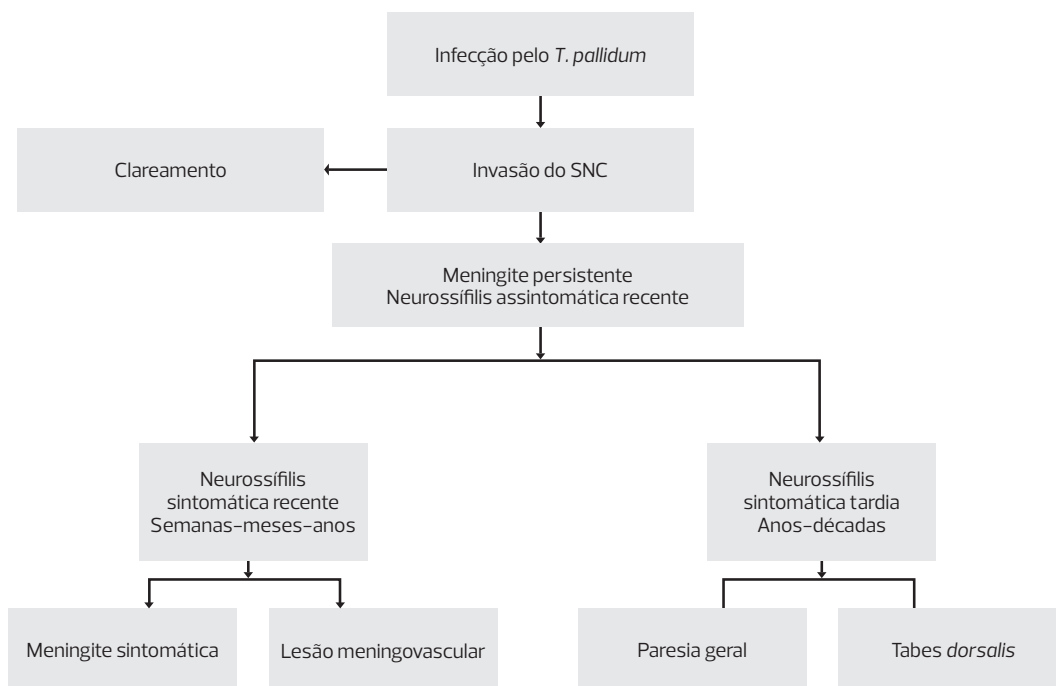 Infecção pelo T. pallidum
Clareamento
Invasão do SNC
Meningite persistente
Neurossífilis assintomática recente
Neurossífilis
sintomática recente
Semanas-meses-anos
Neurossífilis
sintomática tardia
Anos-décadas
Meningite sintomática
Lesão meningovascular
Paresia geral
Tabes dorsalis